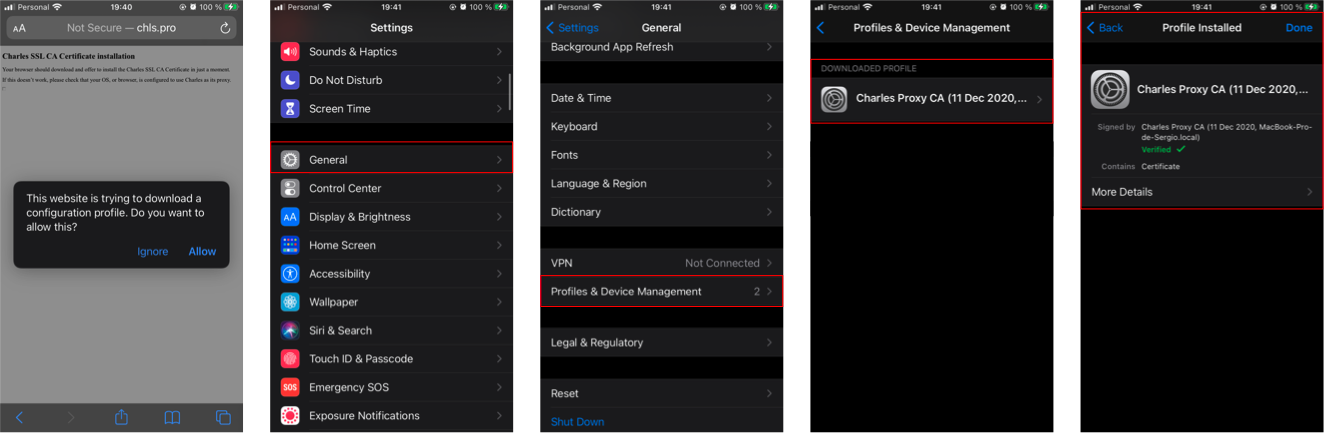 Personal 19:40 100 %
AA Not Secure — chls.pro
Charles SSL CA Certificate installation
Your browser should download and offer to install the Charles SSL CA Certificate in just a moment.
If this doesn't work, please check that your OS, or browser, is configured to use Charles as its proxy.
This website is trying to download a
configuration profile. Do you want to
allow this?
Ignore Allow
Personal 19:41 100 %
Settings
Sounds & Haptics
Do Not Disturb
Screen Time
General
Control Center
AA Display & Brightness
Home Screen
Accessibility
Wallpaper
Siri & Search
Touch ID & Passcode
SOS Emergency SOS
Exposure Notifications
Personal 19:41 100 %
Settings General
Background App Refresh
Date & Time
Keyboard
Fonts
Language & Region
Dictionary
VPN Not Connected
Profiles & Device Management 2
Legal & Regulatory
Reset
Shut Down
Personal 19:41 100 %
Profiles & Device Management
DOWNLOADED PROFILE
Charles Proxy CA (11 Dec 2020,...
Personal 19:41 100 %
Back Profile Installed Done
Charles Proxy CA (11 Dec 2020,...
Signed by Charles Proxy CA (11 Dec 2020, MacBook-Pro-
de-Sergio.local)
Verified
Contains Certificate
More Details